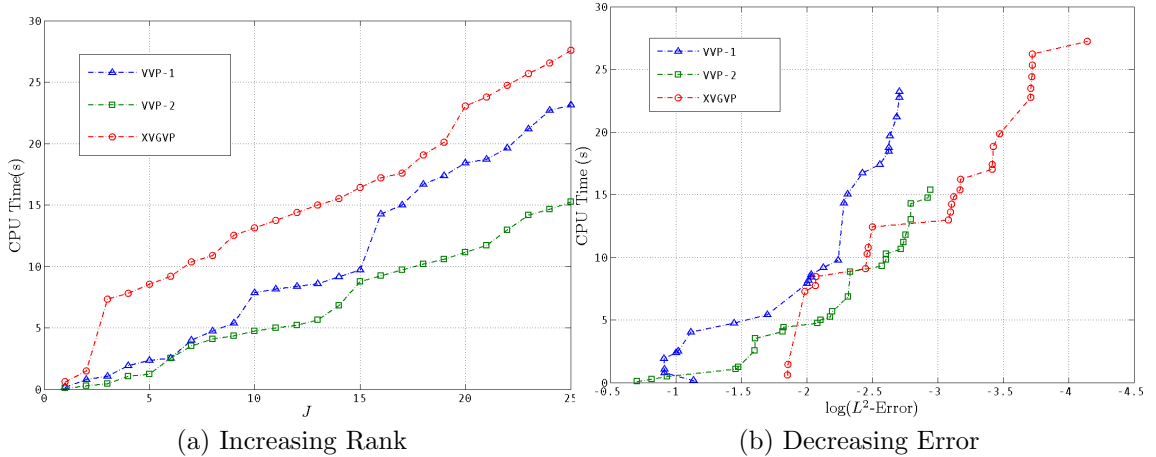 30
25
20
15
10
5
0
CPU Time(s)
VVP-1
VVP-2
XVGVP
0 5 10 15 20 25
J
(a) Increasing Rank
30
25
20
15
10
5
0
CPU Time (s)
VVP-1
VVP-2
XVGVP
-0.5 -1 -1.5 -2 -2.5 -3 -3.5 -4 -4.5
log(L²-Error)
(b) Decreasing Error